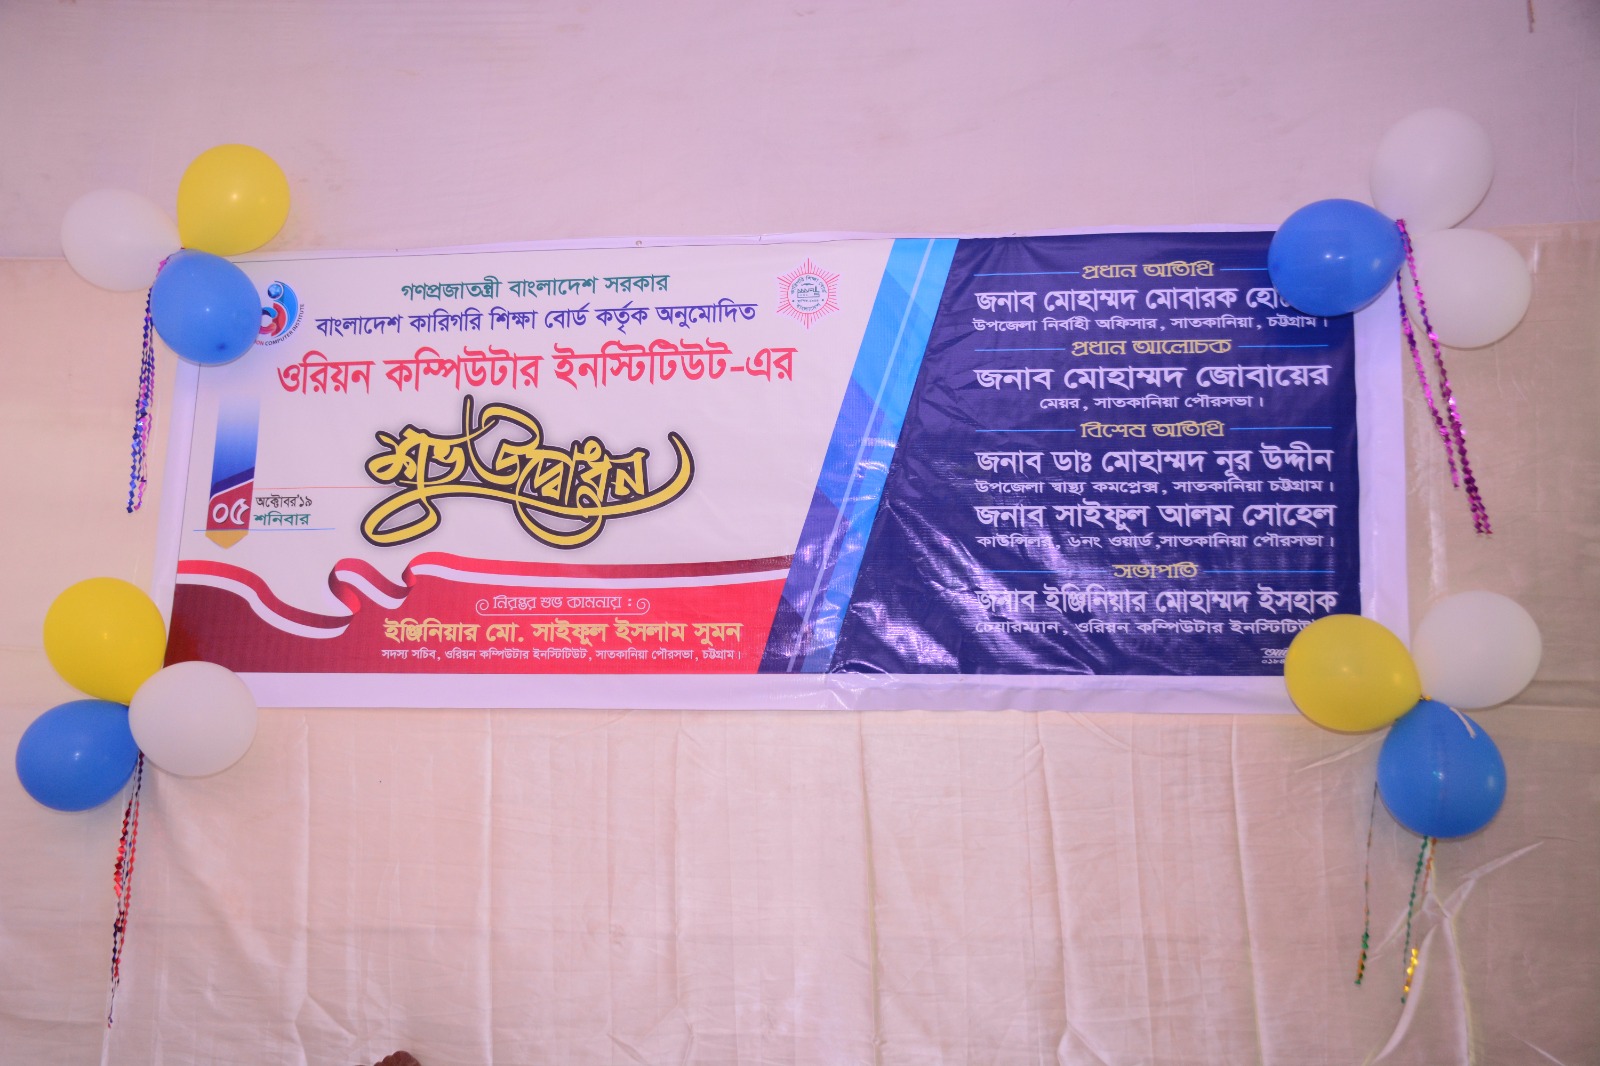 গণপ্রজাতন্ত্রী বাংলাদেশ সরকার
বাংলাদেশ কারিগরি শিক্ষা বোর্ড কর্তৃক অনুমোদিত
ওরিয়ন কম্পিউটার ইনস্টিটিউট-এর
শুভ উদ্বোধন
০৫
অক্টোবর'১৯
শনিবার
নিরন্তর শুভ কামনায় :
ইঞ্জিনিয়ার মো. সাইফুল ইসলাম সুমন
সদস্য সচিব, ওরিয়ন কম্পিউটার ইনস্টিটিউট, সাতকানিয়া পৌরসভা, চট্টগ্রাম।
COMPUTER INSTITUTE
প্রধান অতিথি
জনাব মোহাম্মদ মোবারক
উপজেলা নির্বাহী অফিসার, সাতকানিয়া, চট্টগ্রাম।
প্রধান আলোচক
জনাব মোহাম্মদ জোবায়ের
মেয়র, সাতকানিয়া পৌরসভা।
বিশেষ অতিথি
জনাব ডাঃ মোহাম্মদ নূর উদ্দীন
উপজেলা স্বাস্থ্য কমপ্লেক্স, সাতকানিয়া চট্টগ্রাম।
জনাব সাইফুল আলম সোহেল
কাউন্সিলর, ৬নং ওয়ার্ড,সাতকানিয়া পৌরসভা।
সভাপতি
জনাব ইঞ্জিনিয়ার মোহাম্মদ ইসহাক
চেয়ারম্যান, ওরিয়ন কম্পিউটার